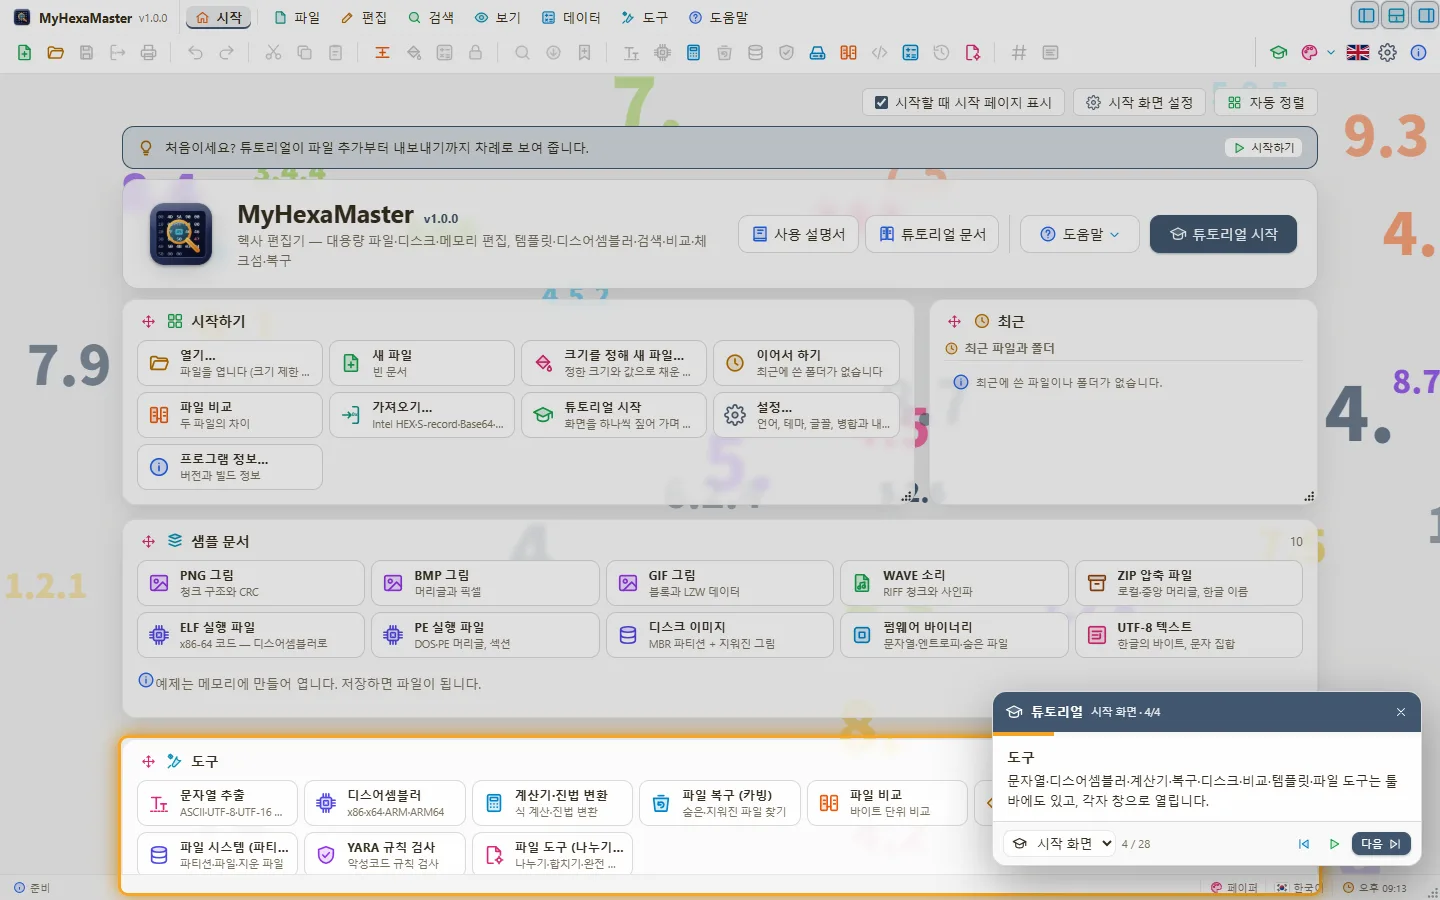 MyHexaMaster v1.0.0 시작 파일 편집 검색 보기 데이터 도구 도움말
시작할 때 시작 페이지 표시 시작 화면 설정 자동 정렬
처음이세요? 튜토리얼이 파일 추가부터 내보내기까지 차례로 보여 줍니다. 시작하기
MyHexaMaster v1.0.0
헥사 편집기 — 대용량 파일·디스크·메모리 편집, 템플릿·디어셈블러·검색·비교·체
크섬·복구
사용 설명서 튜토리얼 문서 도움말 튜토리얼 시작
시작하기
열기...
파일을 엽니다 (크기 제한 ...
새 파일
빈 문서
크기를 정해 새 파일...
정한 크기와 값으로 채운 ...
이어서 하기
최근에 쓴 폴더가 없습니다
파일 비교
두 파일의 차이
가져오기...
Intel HEX·S-record·Base64·...
튜토리얼 시작
화면을 하나씩 짚어 가며 ...
설정...
언어, 테마, 글꼴, 병합과 내...
프로그램 정보...
버전과 빌드 정보
최근
최근 파일과 폴더
최근에 쓴 파일이나 폴더가 없습니다.
샘플 문서 10
PNG 그림
청크 구조와 CRC
BMP 그림
머리글과 픽셀
GIF 그림
블록과 LZW 데이터
WAVE 소리
RIFF 청크와 사인파
ZIP 압축 파일
로컬·중앙 머리글, 한글 이름
ELF 실행 파일
x86-64 코드 — 디스어셈블러로
PE 실행 파일
DOS·PE 머리글, 섹션
디스크 이미지
MBR 파티션 + 지워진 그림
펌웨어 바이너리
문자열·엔트로피·숨은 파일
UTF-8 텍스트
한글의 바이트, 문자 집합
예제는 메모리에 만들어 엽니다. 저장하면 파일이 됩니다.
도구
문자열 추출
ASCII·UTF-8·UTF-16 ...
디스어셈블러
x86·x64·ARM·ARM64
계산기·진법 변환
식 계산·진법 변환
파일 복구 (카빙)
숨은·지워진 파일 찾기
파일 비교
바이트 단위 비교
파일 시스템 (파티...
파티션·파일·지운 파일
YARA 규칙 검사
악성코드 규칙 검사
파일 도구 (나누기...
나누기·합치기·완전 ...
튜토리얼 시작 화면 · 4/4
도구
문자열·디스어셈블러·계산기·복구·디스크·비교·템플릿·파일 도구는 툴
바에도 있고, 각자 창으로 열립니다.
시작 화면 4 / 28 다음
준비 페이퍼 한국어 오후 09:13
7.
9.3
4.
7.9
8.7
4.
1.2.1